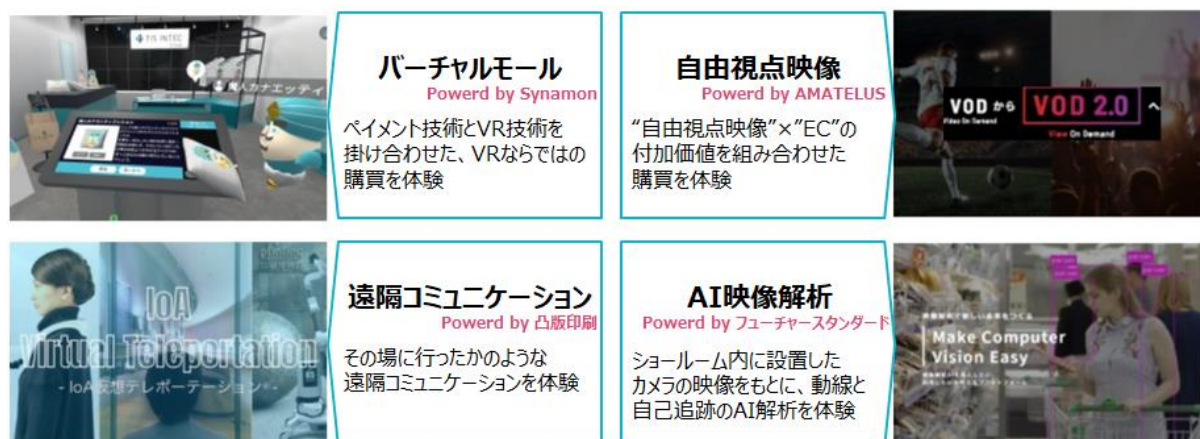 TIS INTEC
バーチャルモール
Powerd by Synamon
ペイメント技術とVR技術を
掛け合わせた、VRならではの
購買を体験
自由視点映像
Powerd by AMATELUS
“自由視点映像”×”EC”の
付加価値を組み合わせた
購買を体験
VOD から VOD 2.0 へ
Video On Demand
View On Demand
IoA
Virtual Teleportation
- IoA仮想テレポーテーション -
遠隔コミュニケーション
Powerd by 凸版印刷
その場に行ったかのような
遠隔コミュニケーションを体験
AI映像解析
Powerd by フューチャースタンダード
ショールーム内に設置した
カメラの映像をもとに、動線と
自己追跡のAI解析を体験
Make Computer
Vision Easy